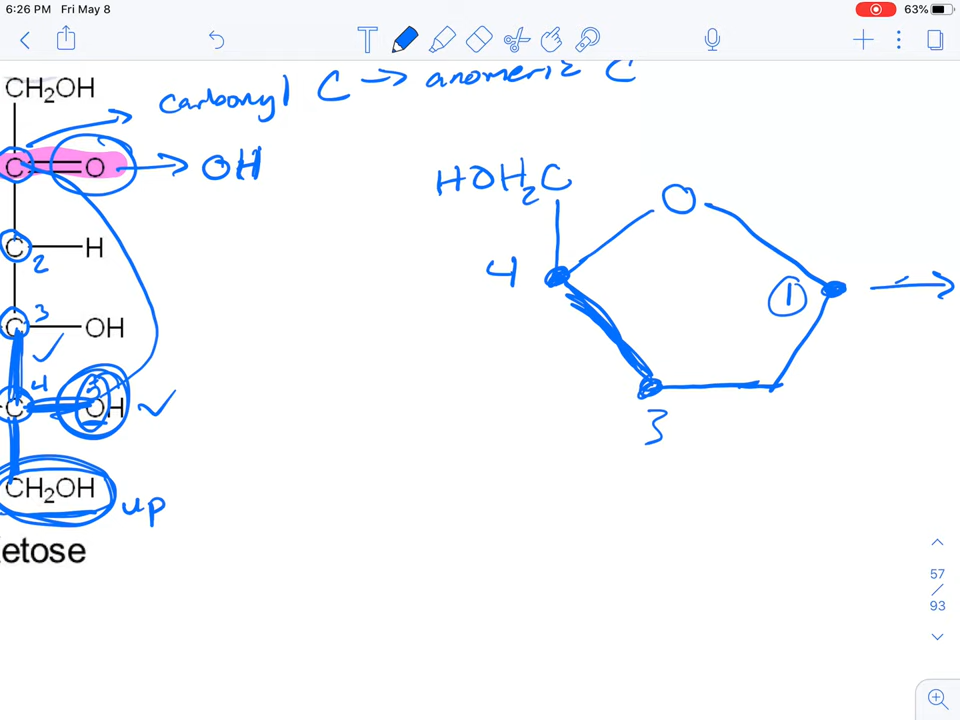 6:26 PM Fri May 8
63%
T
carbonyl C → anomeric C
CH₂OH
C=O → OH
HOH₂C
O
C 2 H
4
1
C 3 OH
C 4 5 OH
3
CH₂OH up
etose
57
/
93